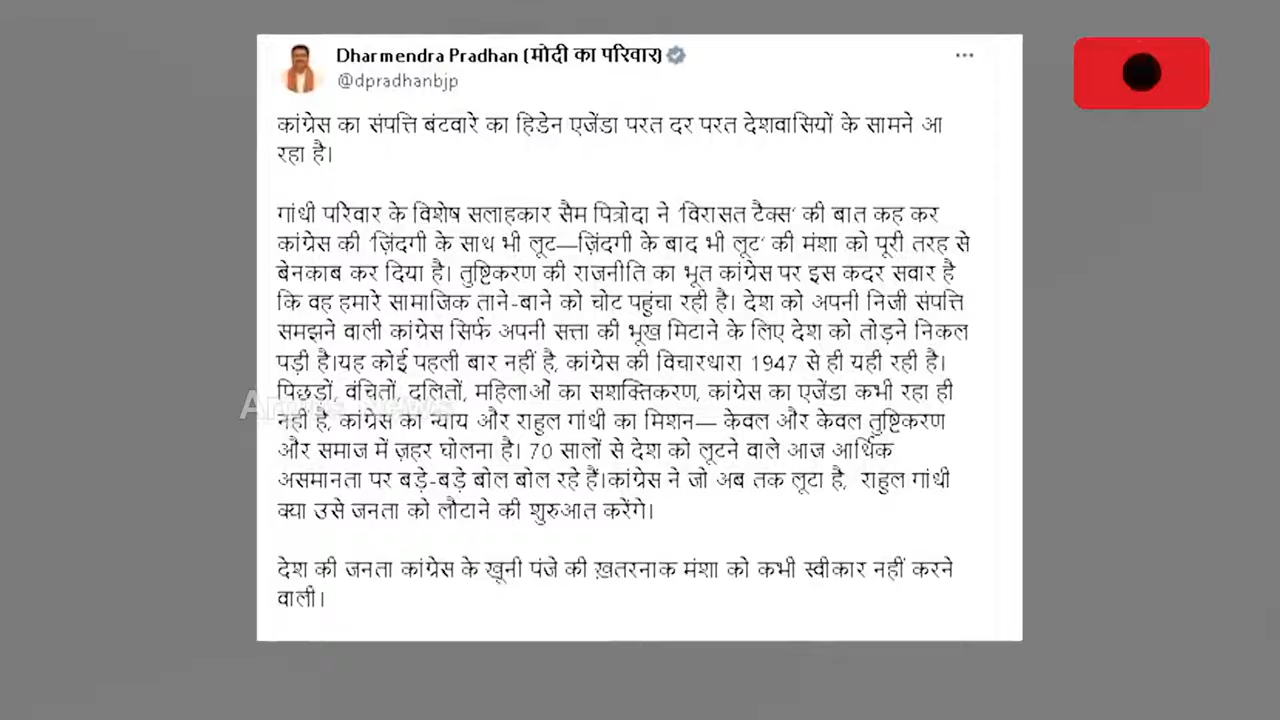 Dharmendra Pradhan (मोदी का परिवार)
@dpradhanbjp
कांग्रेस का संपत्ति बंटवारे का हिडेन एजेंडा परत दर परत देशवासियों के सामने आ
रहा है।
गांधी परिवार के विशेष सलाहकार सैम पित्रोदा ने 'विरासत टैक्स' की बात कह कर
कांग्रेस की 'ज़िंदगी के साथ भी लूट—ज़िंदगी के बाद भी लूट' की मंशा को पूरी तरह से
बेनकाब कर दिया है। तुष्टिकरण की राजनीति का भूत कांग्रेस पर इस कदर सवार है
कि वह हमारे सामाजिक ताने-बाने को चोट पहुंचा रही है। देश को अपनी निजी संपत्ति
समझने वाली कांग्रेस सिर्फ अपनी सत्ता की भूख मिटाने के लिए देश को तोड़ने निकल
पड़ी है।यह कोई पहली बार नहीं है, कांग्रेस की विचारधारा 1947 से ही यही रही है।
पिछड़ों, वंचितों, दलितों, महिलाओं का सशक्तिकरण, कांग्रेस का एजेंडा कभी रहा ही
नहीं है, कांग्रेस का न्याय और राहुल गांधी का मिशन— केवल और केवल तुष्टिकरण
और समाज में ज़हर घोलना है। 70 सालों से देश को लूटने वाले आज आर्थिक
असमानता पर बड़े-बड़े बोल बोल रहे हैं।कांग्रेस ने जो अब तक लूटा है, राहुल गांधी
क्या उसे जनता को लौटाने की शुरुआत करेंगे।
देश की जनता कांग्रेस के खूनी पंजे की ख़तरनाक मंशा को कभी स्वीकार नहीं करने
वाली।